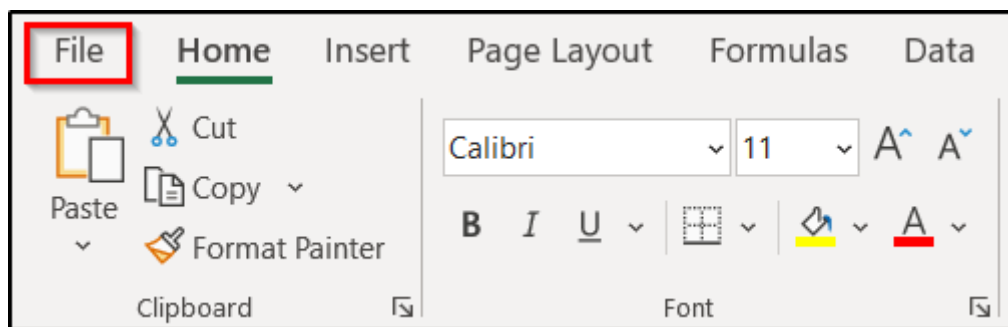 File Home Insert Page Layout Formulas Data
Cut
Calibri 11 A A
Copy
Paste
B I U A
Format Painter
Clipboard Font